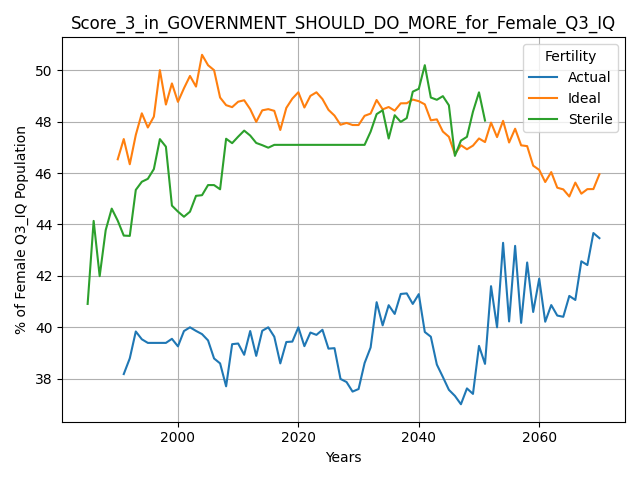 Score_3_in_GOVERNMENT_SHOULD_DO_MORE_for_Female_Q3_IQ
% of Female Q3_IQ Population
50
48
46
44
42
40
38
Fertility
Actual
Ideal
Sterile
2000
2020
2040
2060
Years